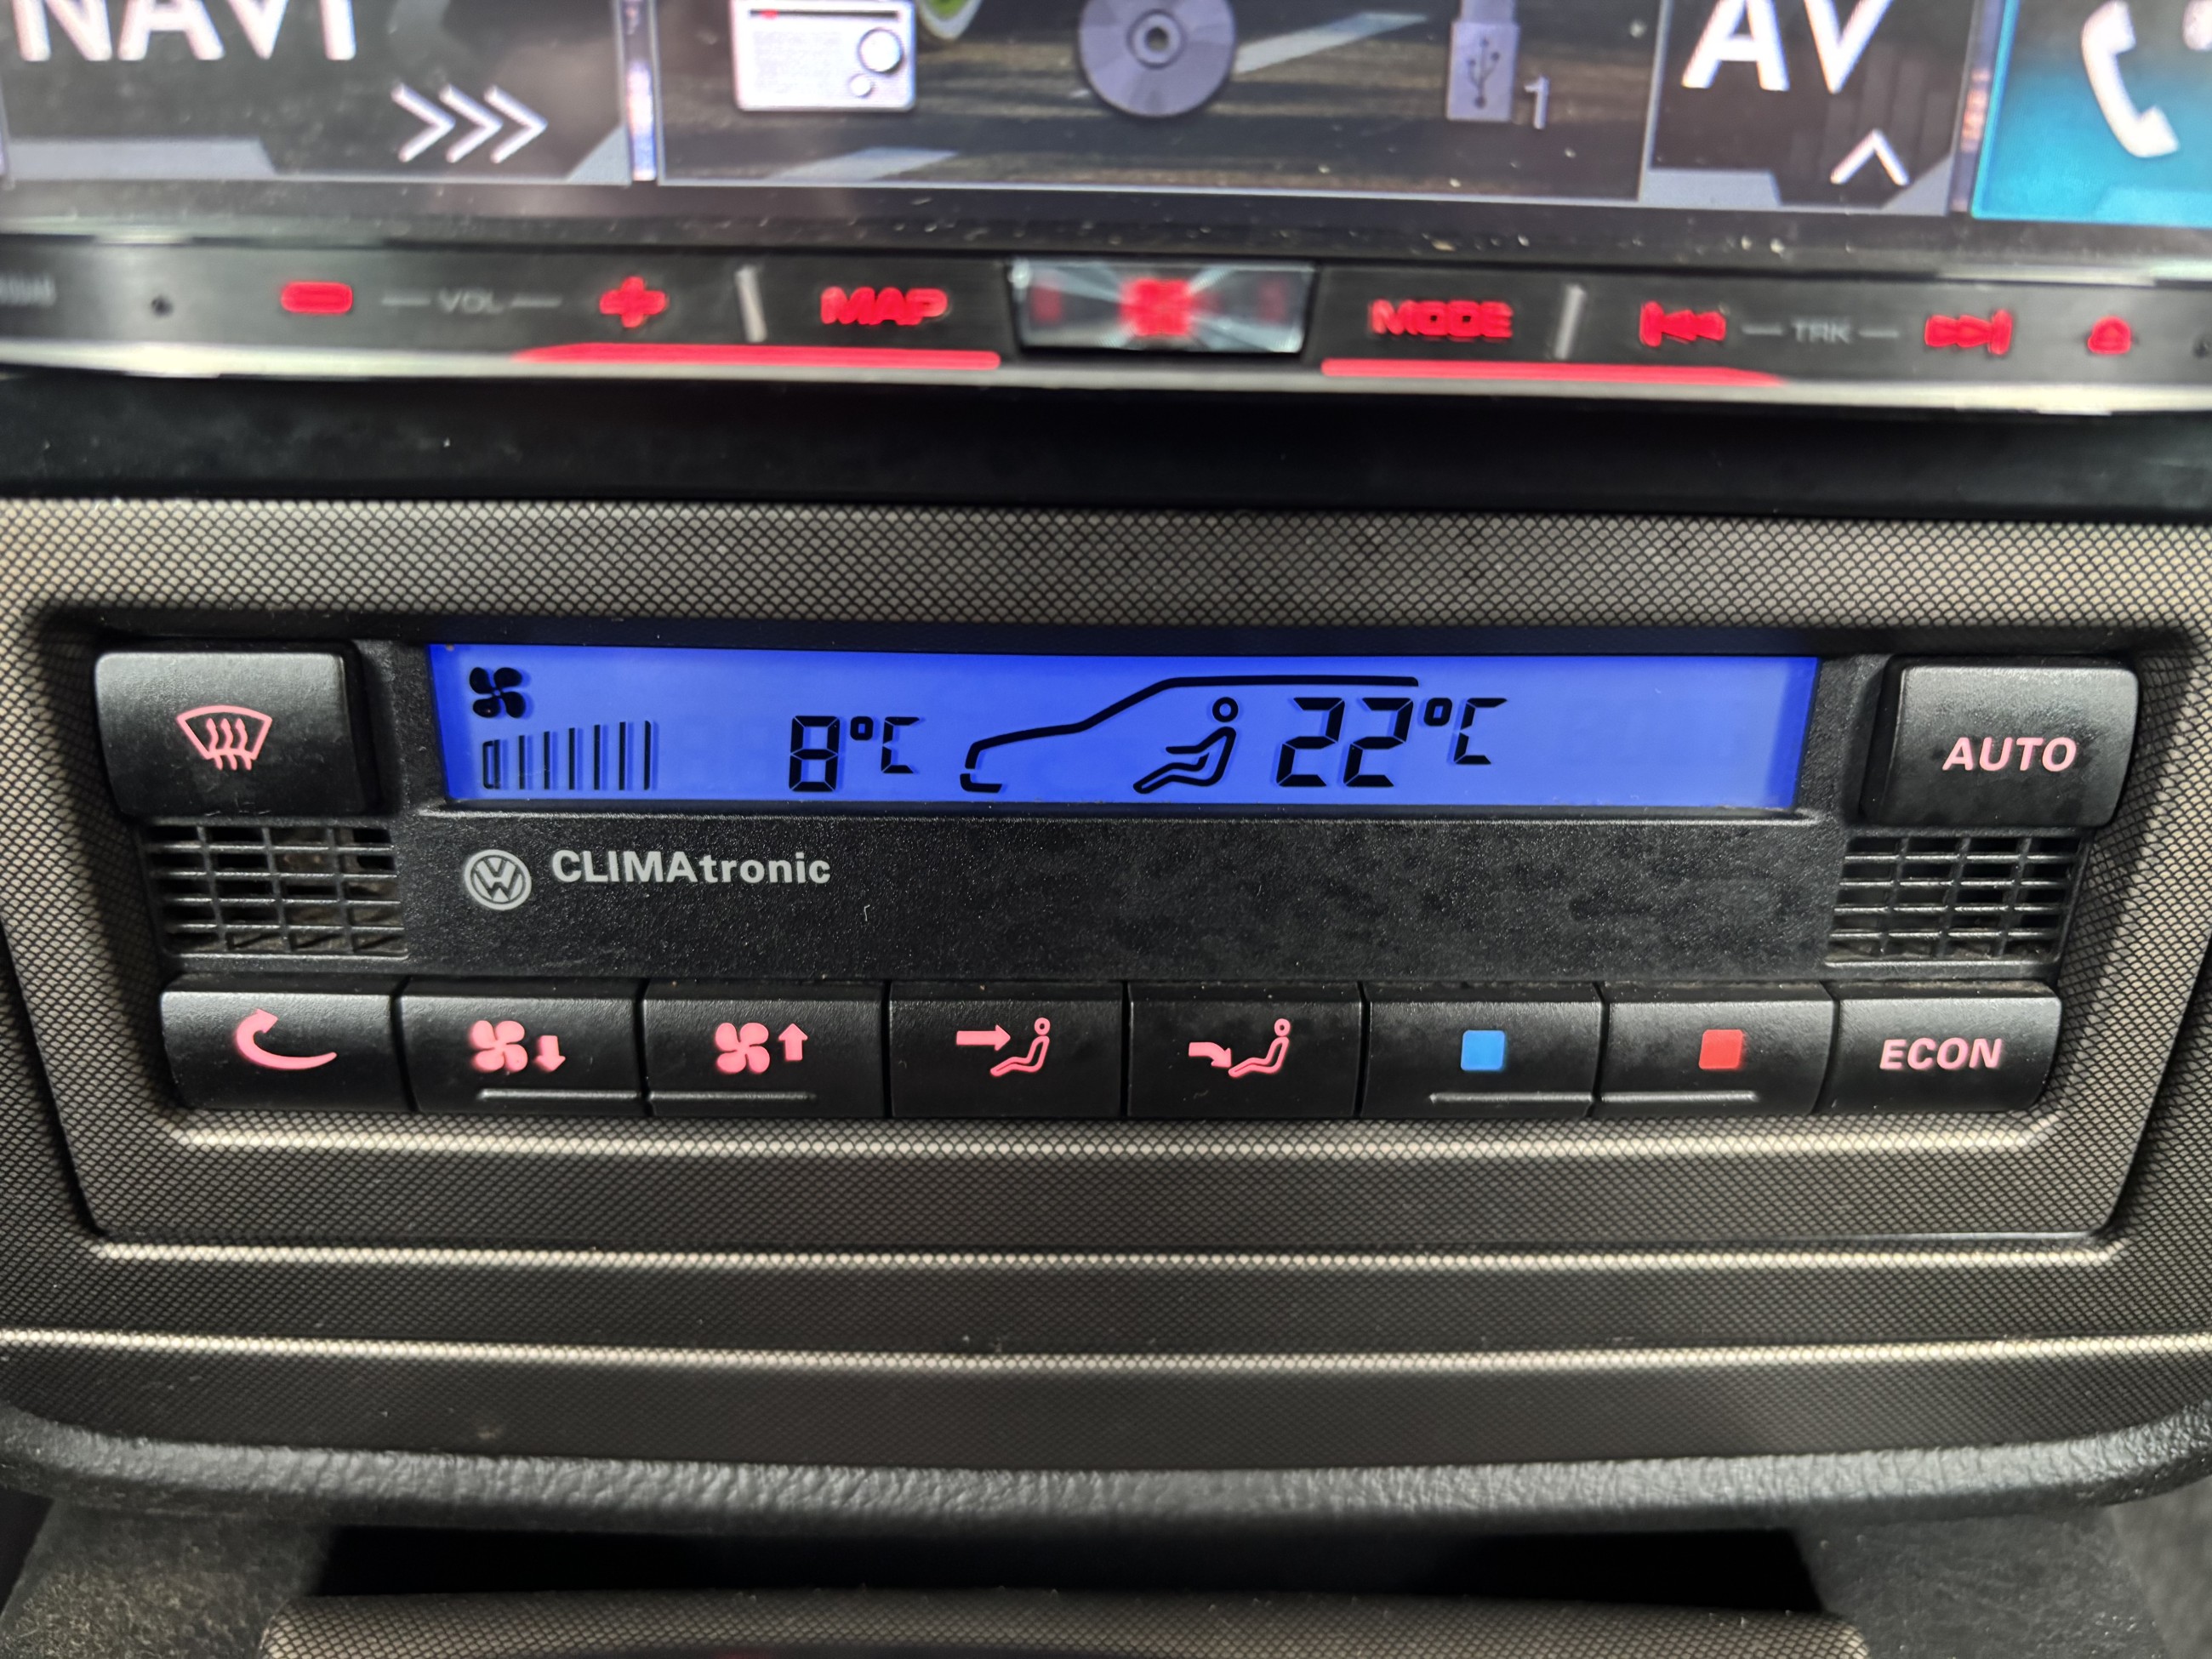 NAVI
1
AV
VOL
MAP
MODE
TRK
8°C
22°C
AUTO
CLIMAtronic
ECON